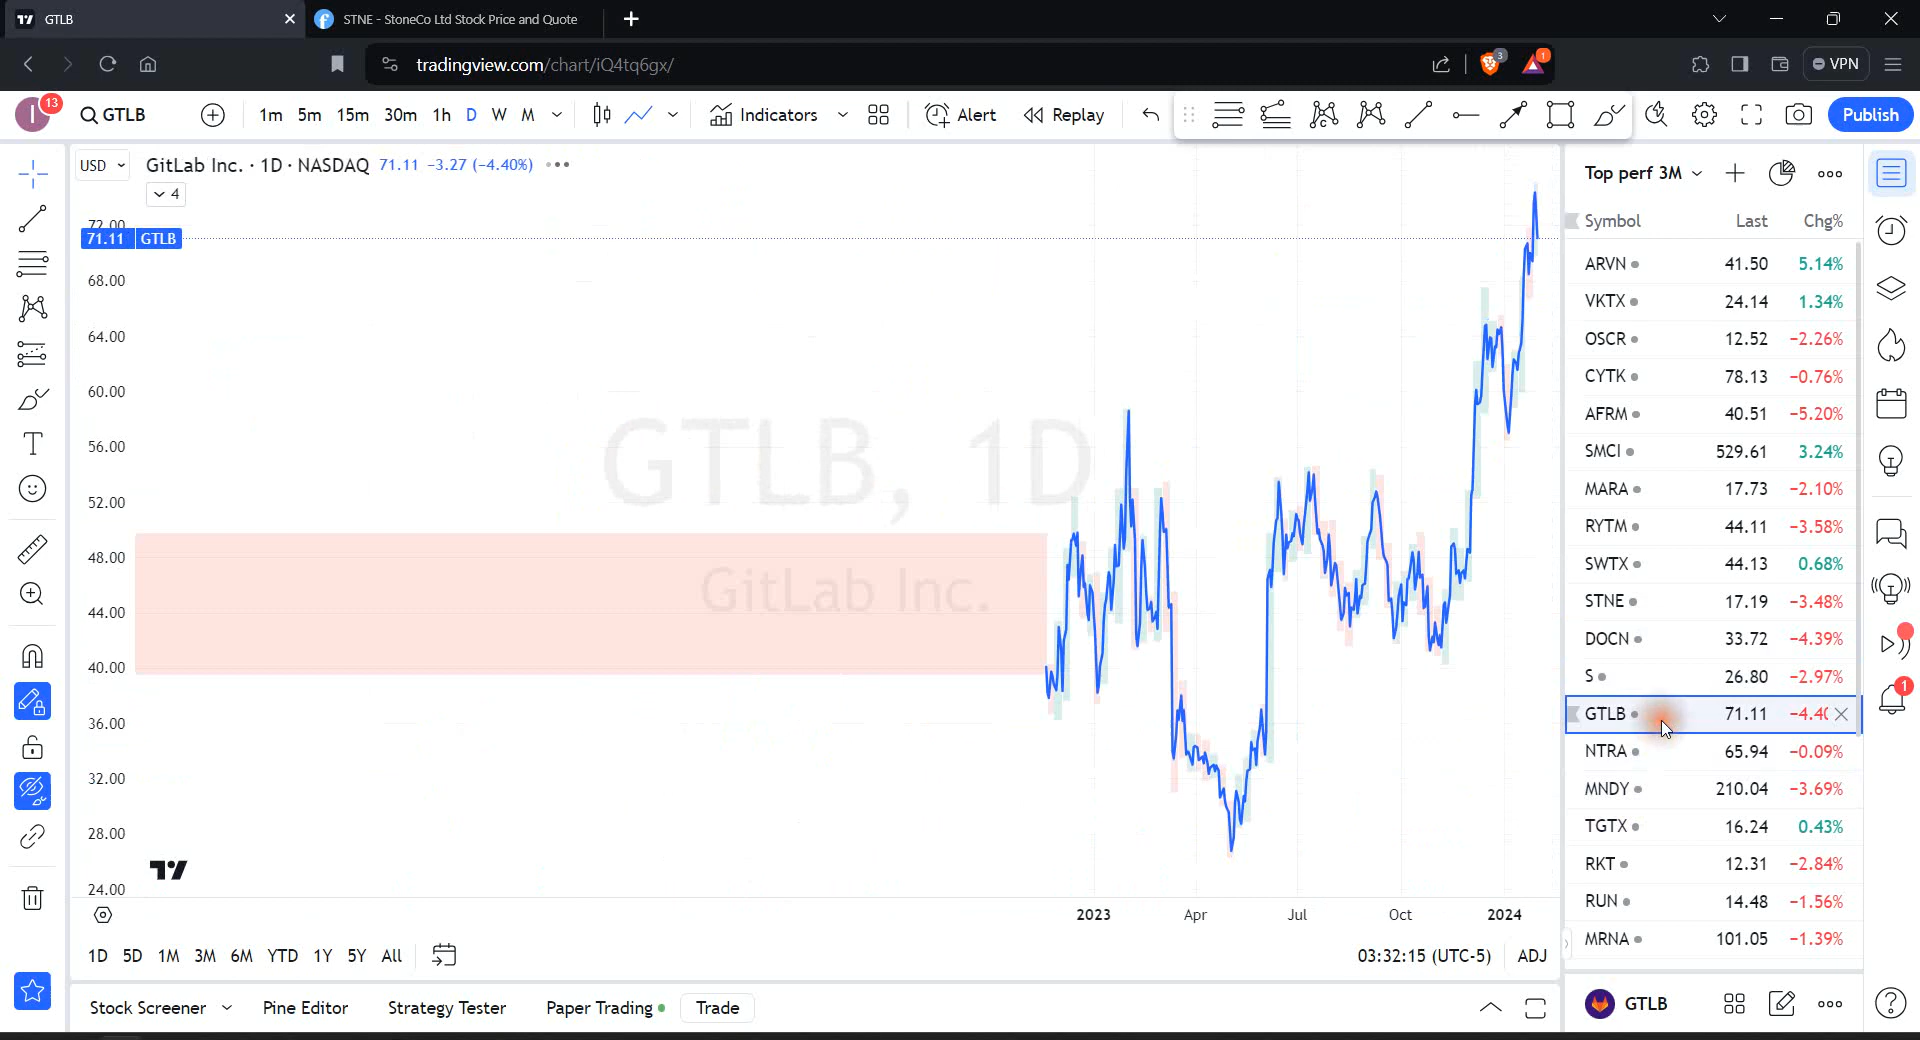 GTLB
STNE - StoneCo Ltd Stock Price and Quote
tradingview.com/chart/iQ4tq6gx/
3
1
VPN
I
13
GTLB
1m 5m 15m 30m 1h D W M
Indicators
Alert
Replay
Publish
USD
GitLab Inc. · 1D · NASDAQ 71.11 −3.27 (−4.40%)
4
72.00
71.11 GTLB
68.00
64.00
60.00
56.00
52.00
48.00
44.00
40.00
36.00
32.00
28.00
24.00
GTLB, 1D
GitLab Inc.
2023 Apr Jul Oct 2024
1D 5D 1M 3M 6M YTD 1Y 5Y All
03:32:15 (UTC-5) ADJ
Stock Screener Pine Editor Strategy Tester Paper Trading Trade
Top perf 3M
Symbol Last Chg%
ARVN 41.50 5.14%
VKTX 24.14 1.34%
OSCR 12.52 −2.26%
CYTK 78.13 −0.76%
AFRM 40.51 −5.20%
SMCI 529.61 3.24%
MARA 17.73 −2.10%
RYTM 44.11 −3.58%
SWTX 44.13 0.68%
STNE 17.19 −3.48%
DOCN 33.72 −4.39%
S 26.80 −2.97%
GTLB 71.11 −4.40
NTRA 65.94 −0.09%
MNDY 210.04 −3.69%
TGTX 16.24 0.43%
RKT 12.31 −2.84%
RUN 14.48 −1.56%
MRNA 101.05 −1.39%
GTLB
1